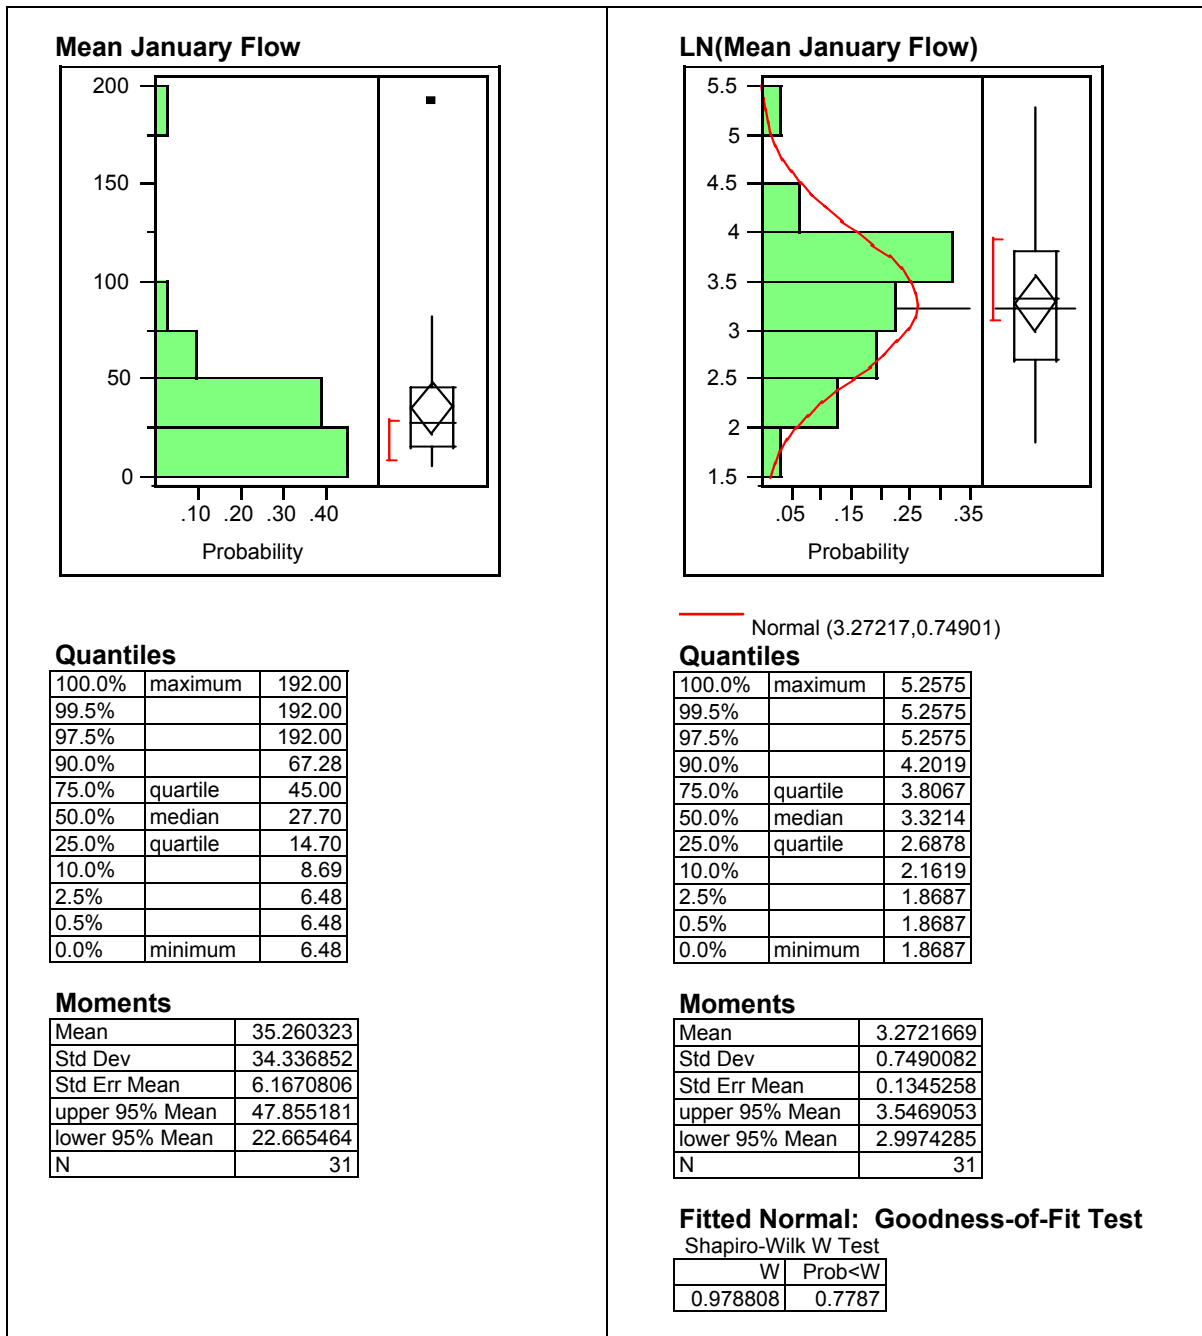 Mean January Flow
200
150
100
50
0
.10 .20 .30 .40
Probability
Quantiles
100.0% maximum 192.00
99.5% 192.00
97.5% 192.00
90.0% 67.28
75.0% quartile 45.00
50.0% median 27.70
25.0% quartile 14.70
10.0% 8.69
2.5% 6.48
0.5% 6.48
0.0% minimum 6.48
Moments
Mean 35.260323
Std Dev 34.336852
Std Err Mean 6.1670806
upper 95% Mean 47.855181
lower 95% Mean 22.665464
N 31
LN(Mean January Flow)
5.5
5
4.5
4
3.5
3
2.5
2
1.5
.05 .15 .25 .35
Probability
Normal (3.27217,0.74901)
Quantiles
100.0% maximum 5.2575
99.5% 5.2575
97.5% 5.2575
90.0% 4.2019
75.0% quartile 3.8067
50.0% median 3.3214
25.0% quartile 2.6878
10.0% 2.1619
2.5% 1.8687
0.5% 1.8687
0.0% minimum 1.8687
Moments
Mean 3.2721669
Std Dev 0.7490082
Std Err Mean 0.1345258
upper 95% Mean 3.5469053
lower 95% Mean 2.9974285
N 31
Fitted Normal: Goodness-of-Fit Test
Shapiro-Wilk W Test
W Prob<W
0.978808 0.7787